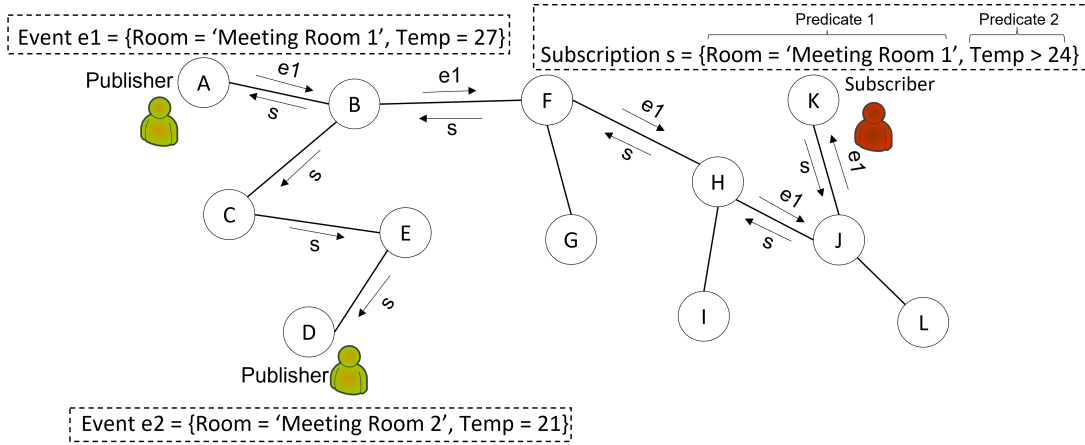 Predicate 1
Predicate 2
Event e1 = {Room = ‘Meeting Room 1’, Temp = 27}
Subscription s = {Room = ‘Meeting Room 1’, Temp > 24}
Publisher
A
e1
s
B
e1
s
F
e1
s
K
Subscriber
s
e1
s
H
e1
s
C
s
E
G
J
s
I
L
D
Publisher
Event e2 = {Room = ‘Meeting Room 2’, Temp = 21}